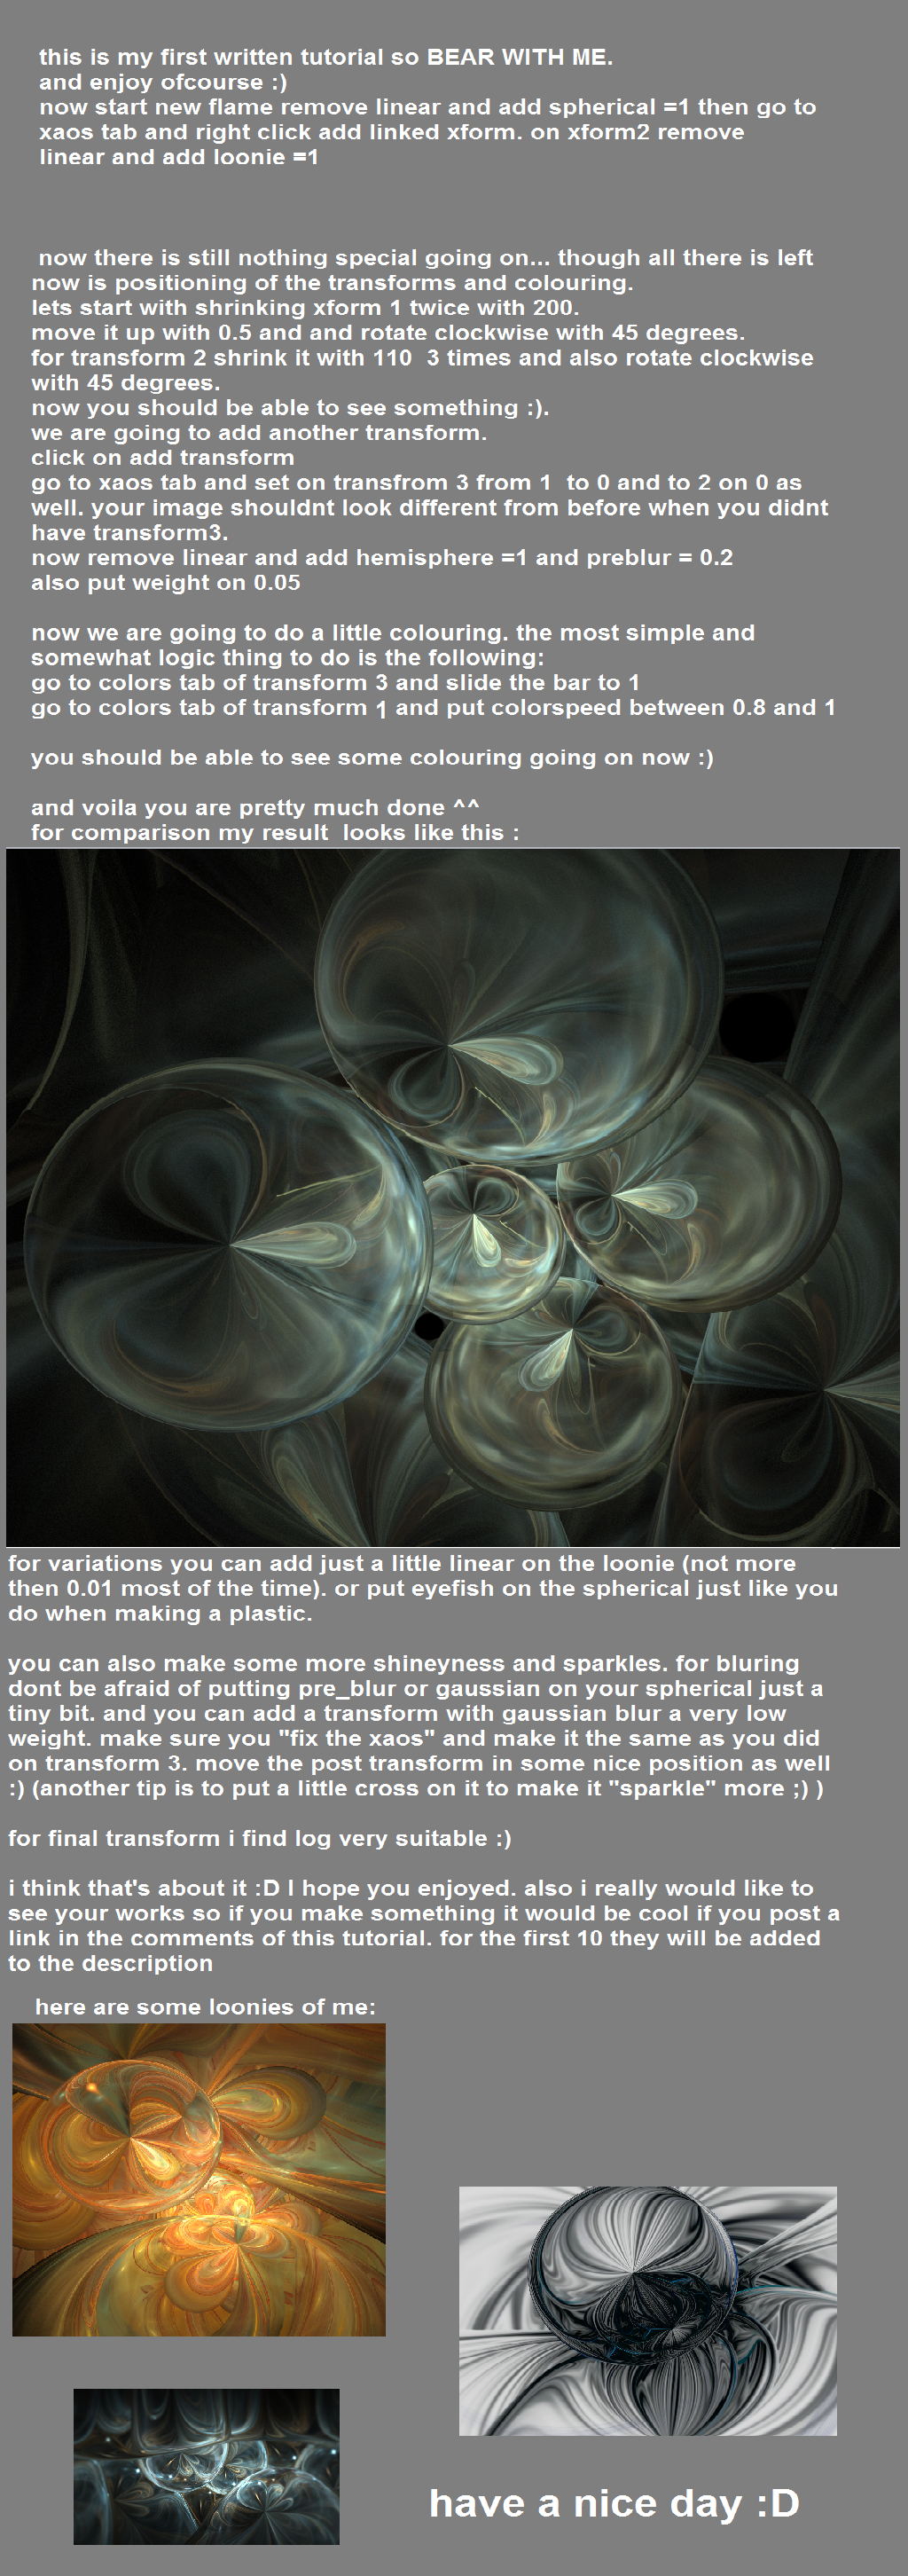 this is my first written tutorial so BEAR WITH ME.
and enjoy ofcourse :)
now start new flame remove linear and add spherical =1 then go to
xaos tab and right click add linked xform. on xform2 remove
linear and add loonie =1
now there is still nothing special going on... though all there is left
now is positioning of the transforms and colouring.
lets start with shrinking xform 1 twice with 200.
move it up with 0.5 and and rotate clockwise with 45 degrees.
for transform 2 shrink it with 110  3 times and also rotate clockwise
with 45 degrees.
now you should be able to see something :).
we are going to add another transform.
click on add transform
go to xaos tab and set on transfrom 3 from 1  to 0 and to 2 on 0 as
well. your image shouldnt look different from before when you didnt
have transform3.
now remove linear and add hemisphere =1 and preblur = 0.2
also put weight on 0.05
now we are going to do a little colouring. the most simple and
somewhat logic thing to do is the following:
go to colors tab of transform 3 and slide the bar to 1
go to colors tab of transform 1 and put colorspeed between 0.8 and 1
you should be able to see some colouring going on now :)
and voila you are pretty much done ^^
for comparison my result  looks like this :
for variations you can add just a little linear on the loonie (not more
then 0.01 most of the time). or put eyefish on the spherical just like you
do when making a plastic.
you can also make some more shineyness and sparkles. for bluring
dont be afraid of putting pre_blur or gaussian on your spherical just a
tiny bit. and you can add a transform with gaussian blur a very low
weight. make sure you "fix the xaos" and make it the same as you did
on transform 3. move the post transform in some nice position as well
:) (another tip is to put a little cross on it to make it "sparkle" more ;) )
for final transform i find log very suitable :)
i think that's about it :D I hope you enjoyed. also i really would like to
see your works so if you make something it would be cool if you post a
link in the comments of this tutorial. for the first 10 they will be added
to the description
here are some loonies of me:
have a nice day :D